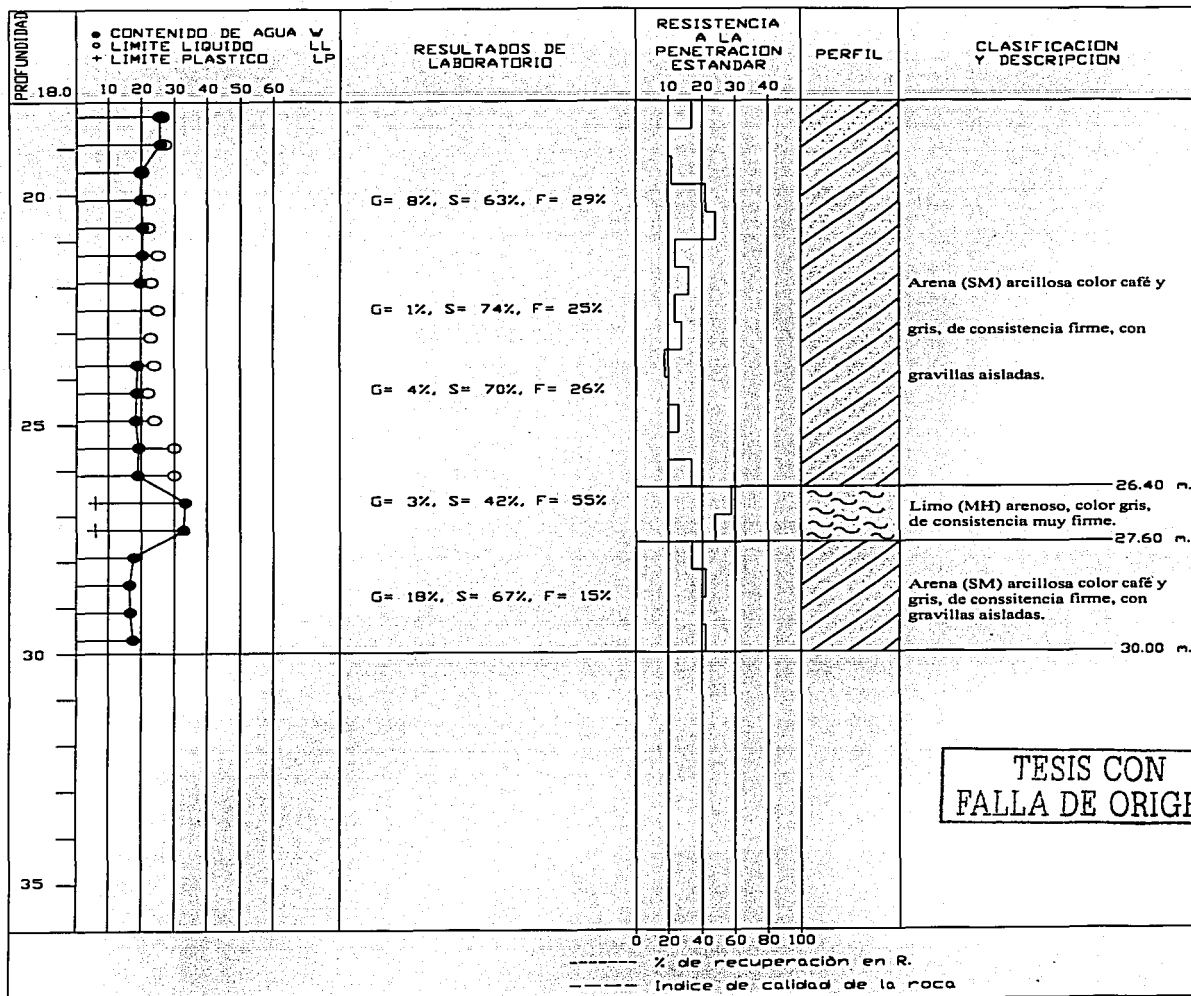 PROFUNDIDAD
18.0
● CONTENIDO DE AGUA W
○ LIMITE LIQUIDO LL
+ LIMITE PLASTICO LP
10 20 30 40 60
RESULTADOS DE
LABORATORIO
RESISTENCIA
A LA
PENETRACION
ESTANDAR
10 20 30 40
PERFIL
CLASIFICACION
Y DESCRIPCION
20
G= 8%, S= 63%, F= 29%
G= 1%, S= 74%, F= 25%
G= 4%, S= 70%, F= 26%
25
G= 3%, S= 42%, F= 55%
G= 18%, S= 67%, F= 15%
30
35
Arena (SM) arcillosa color café y
gris, de consistencia firme, con
gravillas aisladas.
26.40 m.
Limo (MH) arenoso, color gris,
de consistencia muy firme.
27.60 m.
Arena (SM) arcillosa color café y
gris, de conssitencia firme, con
gravillas aisladas.
30.00 m.
TESIS CON
FALLA DE ORIGE
0 20 40 60 80 100
% de recuperación en R.
Indice de calidad de la roca